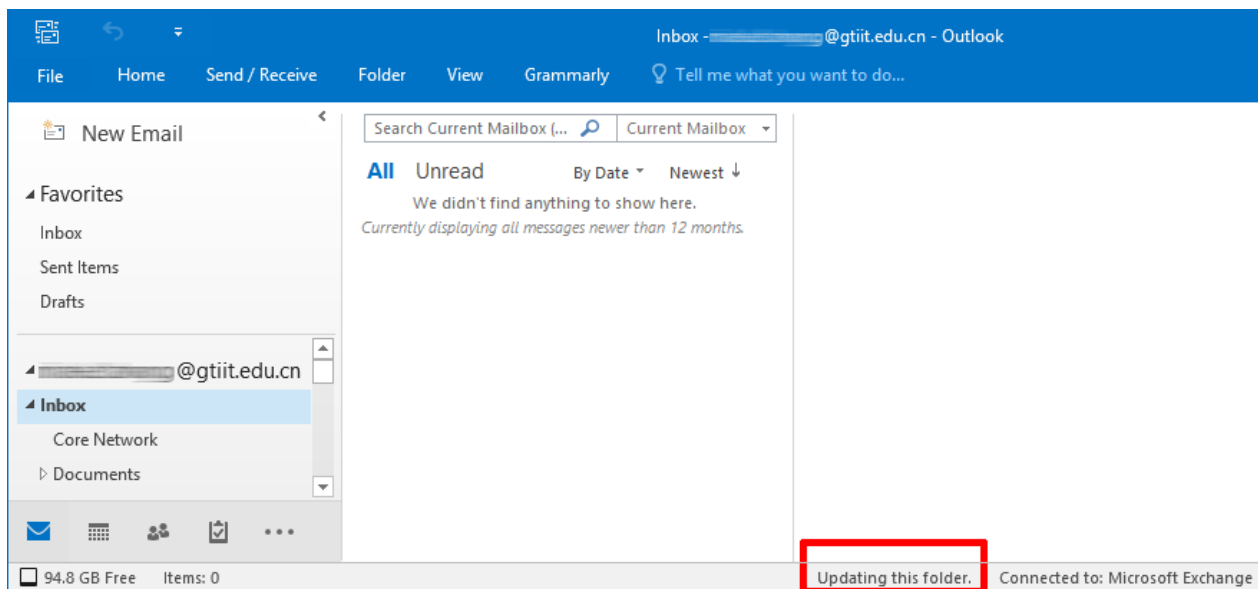 Inbox - @gtiit.edu.cn - Outlook
File Home Send / Receive Folder View Grammarly Tell me what you want to do...
New Email
Search Current Mailbox (... Current Mailbox
All Unread By Date Newest
We didn't find anything to show here.
Currently displaying all messages newer than 12 months.
Favorites
Inbox
Sent Items
Drafts
@gtiit.edu.cn
Inbox
Core Network
Documents
94.8 GB Free Items: 0 Updating this folder. Connected to: Microsoft Exchange